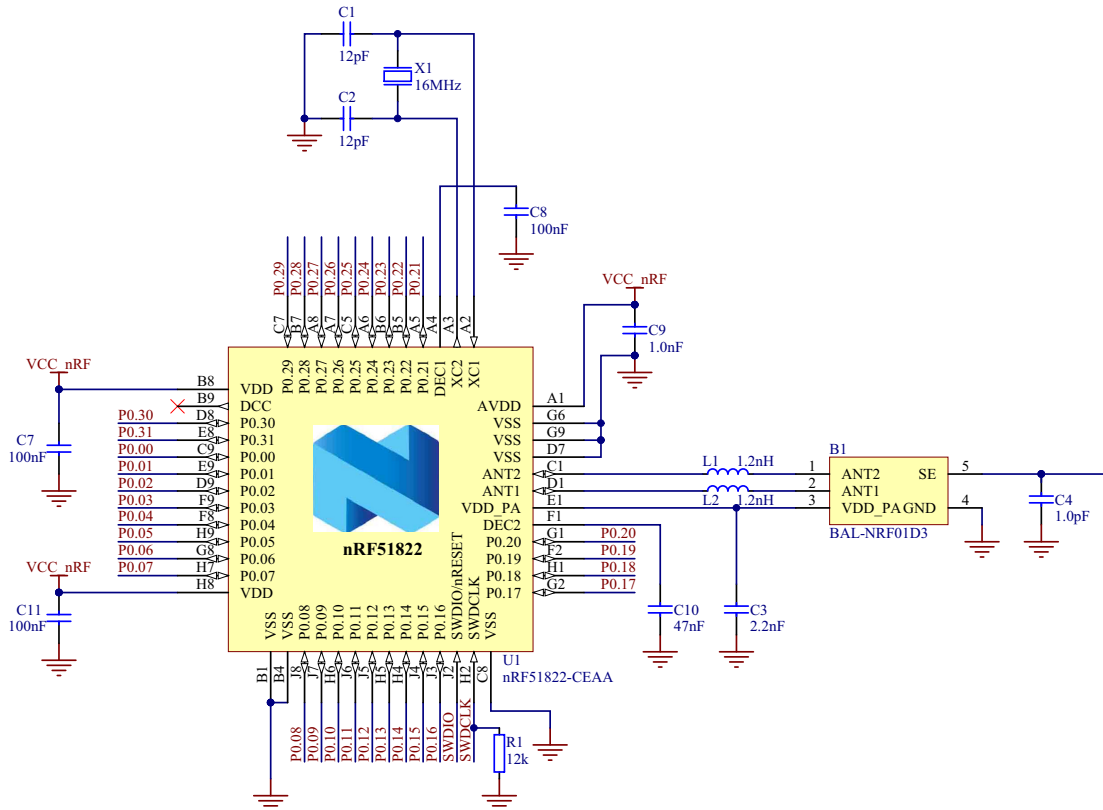 C1
12pF
X1
16MHz
C2
12pF
C8
100nF
P0.29
P0.28
P0.27
P0.26
P0.25
P0.24
P0.23
P0.22
P0.21
C7
B7
A8
A7
C5
A6
B6
B5
A5
A4
A3
A2
P0.29
P0.28
P0.27
P0.26
P0.25
P0.24
P0.23
P0.22
P0.21
DEC1
XC2
XC1
VCC_nRF
C9
1.0nF
VCC_nRF
C7
100nF
B8 VDD
B9 DCC
P0.30 D8 P0.30
P0.31 E8 P0.31
P0.00 C9 P0.00
P0.01 E9 P0.01
P0.02 D9 P0.02
P0.03 F9 P0.03
P0.04 F8 P0.04
P0.05 H9 P0.05
P0.06 G8 P0.06
P0.07 H7 P0.07
H8 VDD
VCC_nRF
C11
100nF
nRF51822
AVDD A1
VSS G6
VSS G9
VSS D7
ANT2 C1
ANT1 D1
VDD_PA E1
DEC2 F1
P0.20 G1 P0.20
P0.19 F2 P0.19
P0.18 H1 P0.18
P0.17 G2 P0.17
L1 1.2nH
L2 1.2nH
B1
1 ANT2 SE 5
2 ANT1
3 VDD_PA GND 4
BAL-NRF01D3
C4
1.0pF
C10
47nF
C3
2.2nF
VSS
VSS
P0.08
P0.09
P0.10
P0.11
P0.12
P0.13
P0.14
P0.15
P0.16
SWDIO/nRESET
SWDCLK
VSS
U1
nRF51822-CEAA
B1
B4
J8
J7
H6
J6
J5
H5
H4
J4
J3
J2
H2
C8
P0.08
P0.09
P0.10
P0.11
P0.12
P0.13
P0.14
P0.15
P0.16
SWDIO
SWDCLK
R1
12k